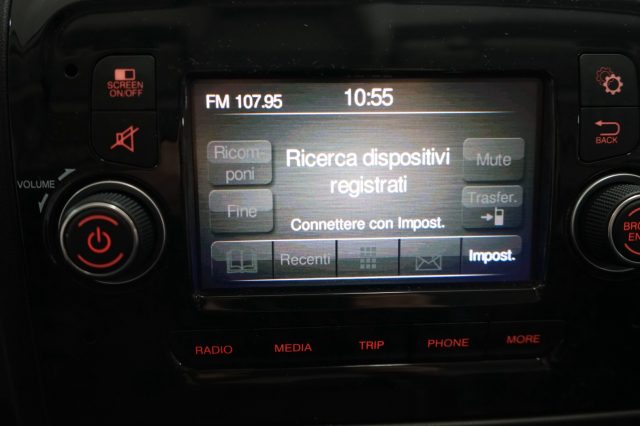 SCREEN
ON/OFF
FM 107.95 10:55
BACK
VOLUME
Ricom-
poni
Ricerca dispositivi
registrati
Mute
Fine
Trasfer.
Connettere con Impost.
Recenti
Impost.
RADIO MEDIA TRIP PHONE MORE